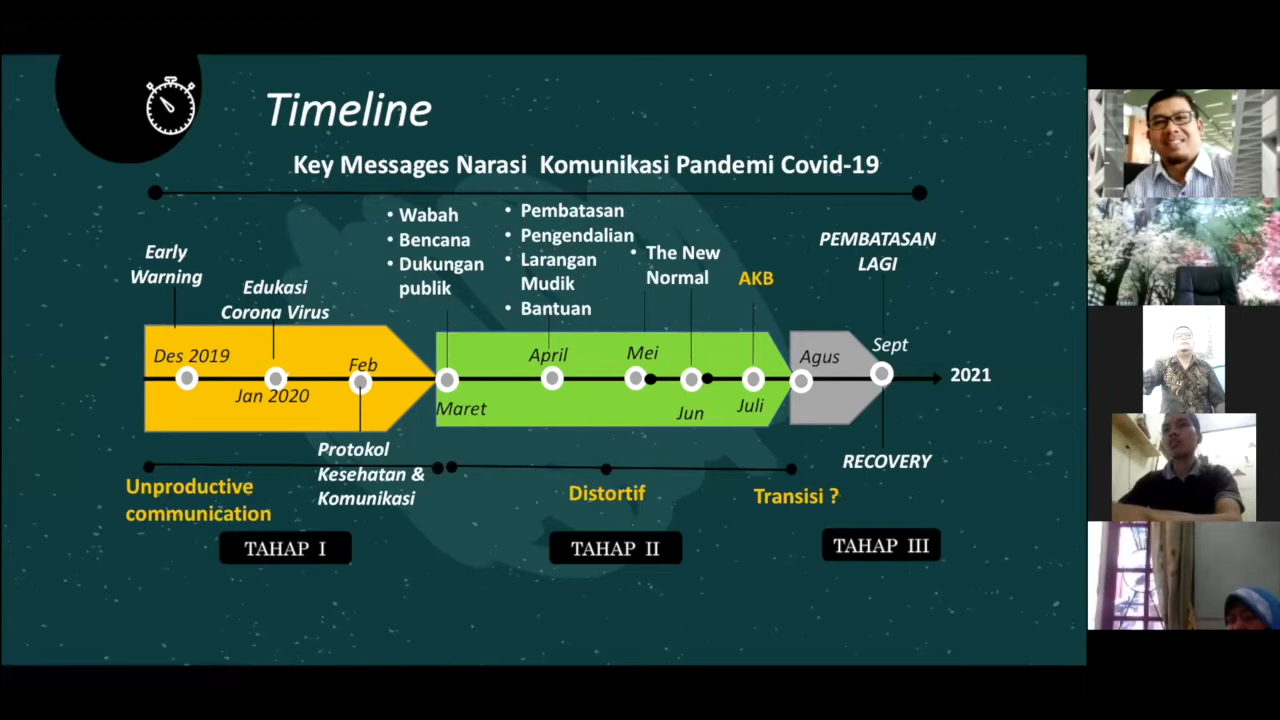 Timeline
Key Messages Narasi Komunikasi Pandemi Covid-19
Early
Warning
Edukasi
Corona Virus
• Wabah
• Bencana
• Dukungan
publik
• Pembatasan
• Pengendalian
• Larangan
Mudik
• Bantuan
• The New
Normal
AKB
PEMBATASAN
LAGI
Des 2019
Jan 2020
Feb
Maret
April
Mei
Jun
Juli
Agus
Sept
2021
Protokol
Kesehatan &
Komunikasi
RECOVERY
Unproductive
communication
Distortif
Transisi ?
TAHAP I
TAHAP II
TAHAP III